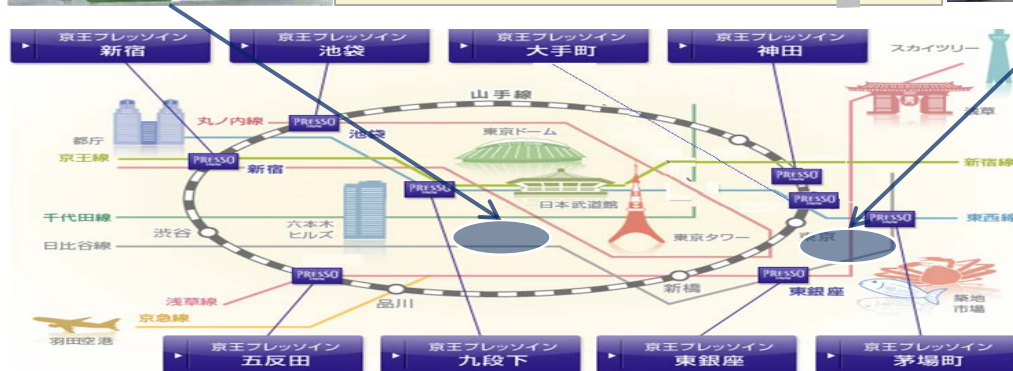 京王プレッソイン
新宿
京王プレッソイン
池袋
京王プレッソイン
大手町
京王プレッソイン
神田
スカイツリー
山手線
丸ノ内線
PRESSO
池袋
東京ドーム
浅草
都庁
京王線
PRESSO
新宿
新宿線
PRESSO
PRESSO
日本武道館
PRESSO
千代田線
六本木
ヒルズ
PRESSO
東西線
渋谷
日比谷線
東京タワー
東京
PRESSO
PRESSO
新橋
東銀座
浅草線
品川
築地
市場
京急線
羽田空港
京王プレッソイン
五反田
京王プレッソイン
九段下
京王プレッソイン
東銀座
京王プレッソイン
茅場町